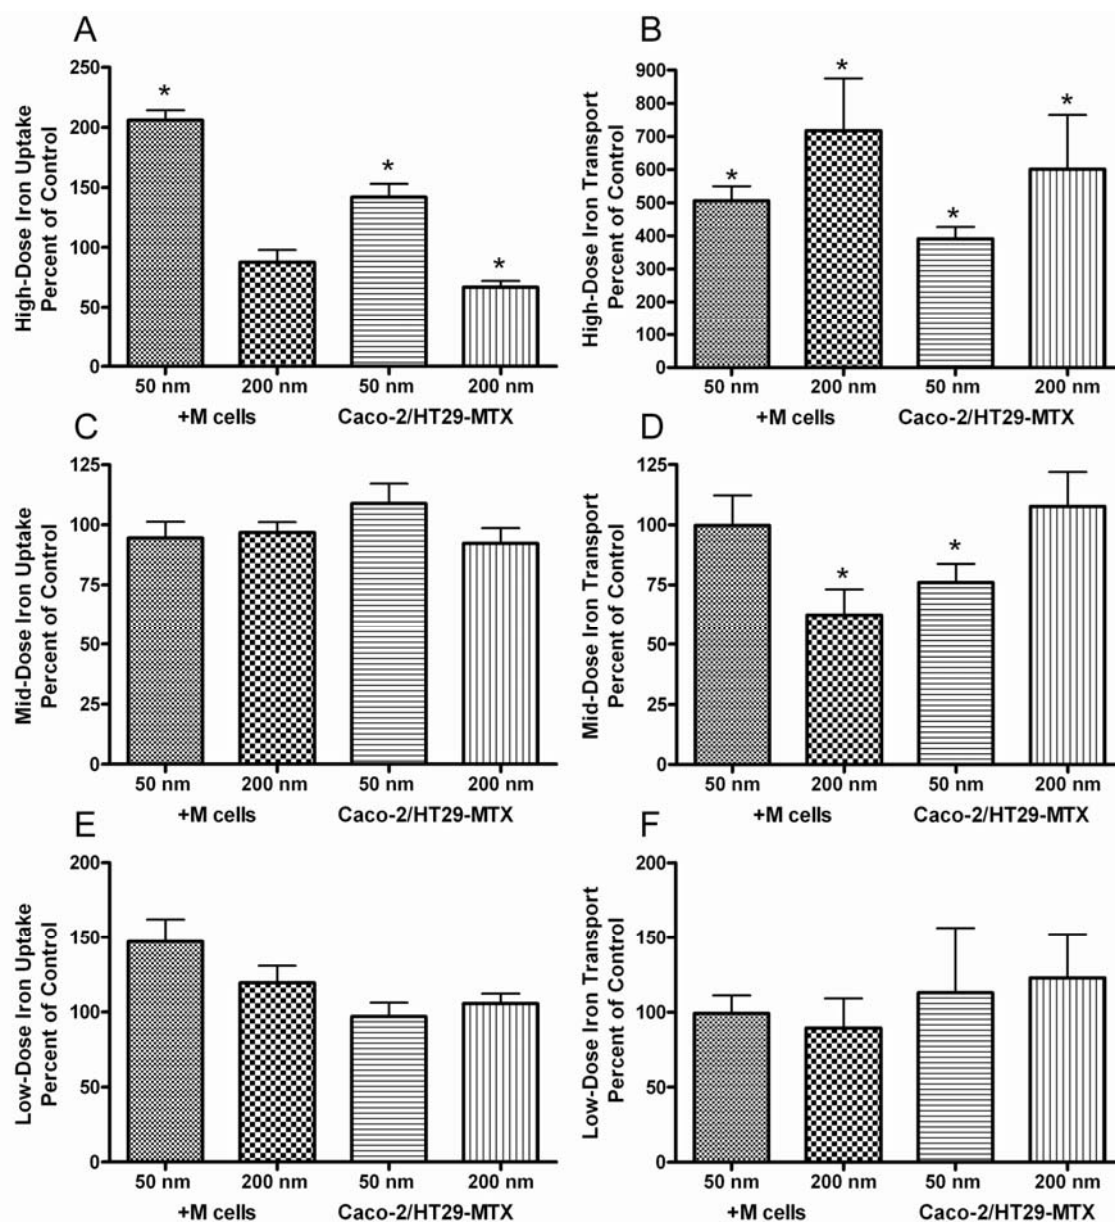 A
High-Dose Iron Uptake
Percent of Control
250
200
150
100
50
0
*
*
*
50 nm 200 nm 50 nm 200 nm
+M cells Caco-2/HT29-MTX
B
High-Dose Iron Transport
Percent of Control
900
800
700
600
500
400
300
200
100
0
*
*
*
*
50 nm 200 nm 50 nm 200 nm
+M cells Caco-2/HT29-MTX
C
Mid-Dose Iron Uptake
Percent of Control
125
100
75
50
25
0
50 nm 200 nm 50 nm 200 nm
+M cells Caco-2/HT29-MTX
D
Mid-Dose Iron Transport
Percent of Control
125
100
75
50
25
0
*
*
50 nm 200 nm 50 nm 200 nm
+M cells Caco-2/HT29-MTX
E
Low-Dose Iron Uptake
Percent of Control
200
150
100
50
0
50 nm 200 nm 50 nm 200 nm
+M cells Caco-2/HT29-MTX
F
Low-Dose Iron Transport
Percent of Control
200
150
100
50
0
50 nm 200 nm 50 nm 200 nm
+M cells Caco-2/HT29-MTX